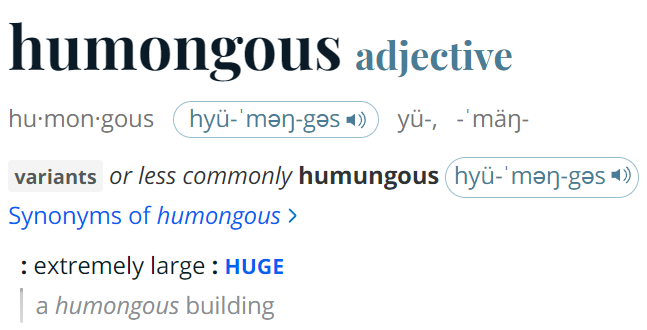 humongous adjective
hu·mon·gous hyü-ˈməŋ-gəs yü-, -ˈmäŋ-
variants or less commonly humungous hyü-ˈməŋ-gəs
Synonyms of humongous
: extremely large : HUGE
a humongous building